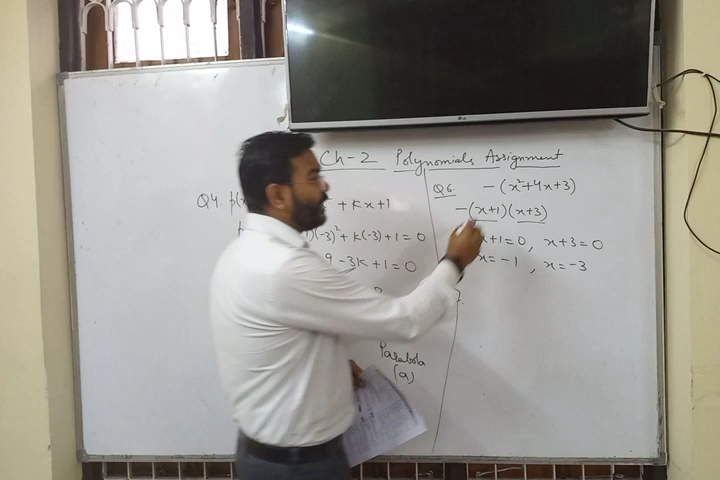 LG
Ch-2 Polynomials Assignment
Q4. + Kx+1
)(-3)²+k(-3)+1=0
9-3k+1=0
Parabola
(a)
Q6. -(x²+4x+3)
-(x+1)(x+3)
x+1=0, x+3=0
x=-1, x=-3
7.